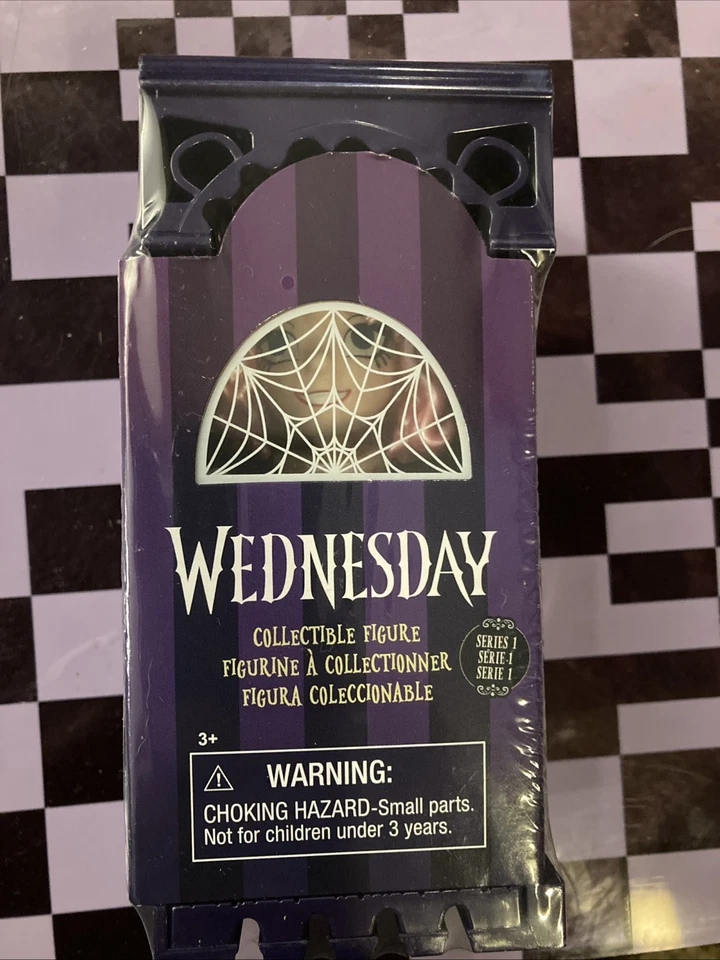 WEDNESDAY
COLLECTIBLE FIGURE
FIGURINE À COLLECTIONNER
FIGURA COLECCIONABLE
SERIES 1
SÉRIE 1
SERIE 1
3+
WARNING:
CHOKING HAZARD-Small parts.
Not for children under 3 years.